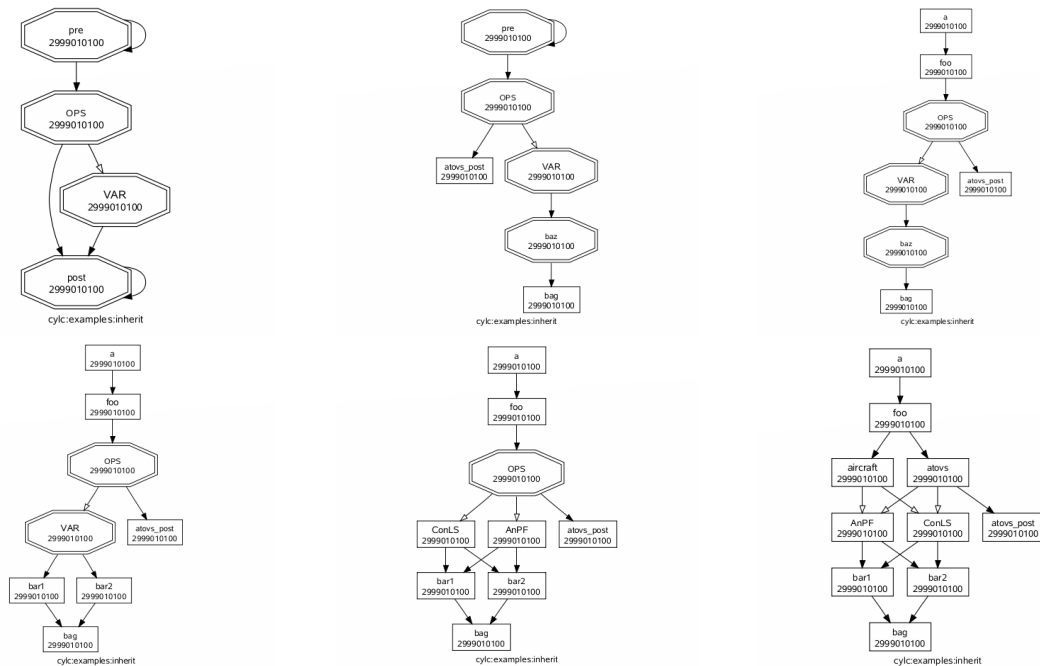 pre
2999010100
OPS
2999010100
VAR
2999010100
post
2999010100
cylc:examples:inherit
pre
2999010100
OPS
2999010100
atovs_post
2999010100
VAR
2999010100
baz
2999010100
bag
2999010100
cylc:examples:inherit
a
2999010100
foo
2999010100
OPS
2999010100
VAR
2999010100
atovs_post
2999010100
baz
2999010100
bag
2999010100
cylc:examples:inherit
a
2999010100
foo
2999010100
OPS
2999010100
VAR
2999010100
atovs_post
2999010100
bar1
2999010100
bar2
2999010100
bag
2999010100
cylc:examples:inherit
a
2999010100
foo
2999010100
OPS
2999010100
ConLS
2999010100
AnPF
2999010100
atovs_post
2999010100
bar1
2999010100
bar2
2999010100
bag
2999010100
cylc:examples:inherit
a
2999010100
foo
2999010100
aircraft
2999010100
atovs
2999010100
AnPF
2999010100
ConLS
2999010100
atovs_post
2999010100
bar1
2999010100
bar2
2999010100
bag
2999010100
cylc:examples:inherit